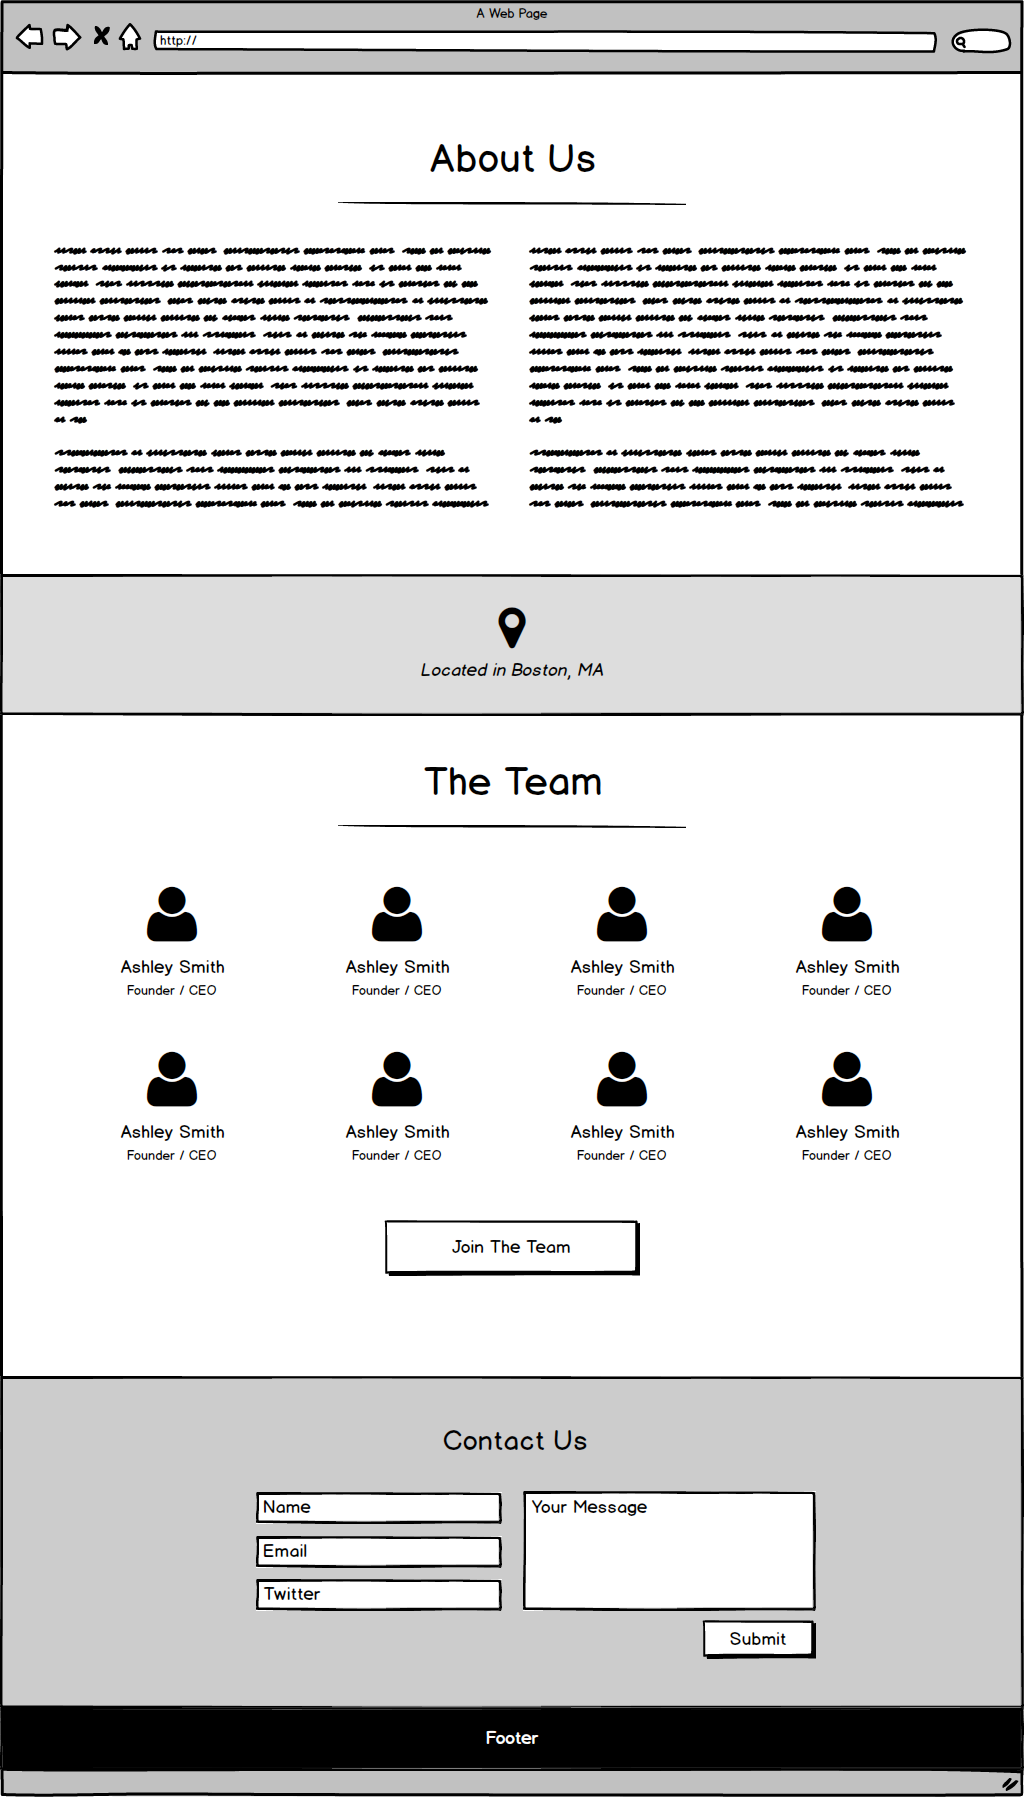 A Web Page
http://
About Us
Located in Boston, MA
The Team
Ashley Smith Ashley Smith Ashley Smith Ashley Smith
Founder / CEO Founder / CEO Founder / CEO Founder / CEO
Ashley Smith Ashley Smith Ashley Smith Ashley Smith
Founder / CEO Founder / CEO Founder / CEO Founder / CEO
Join The Team
Contact Us
Name
Email
Twitter
Your Message
Submit
Footer